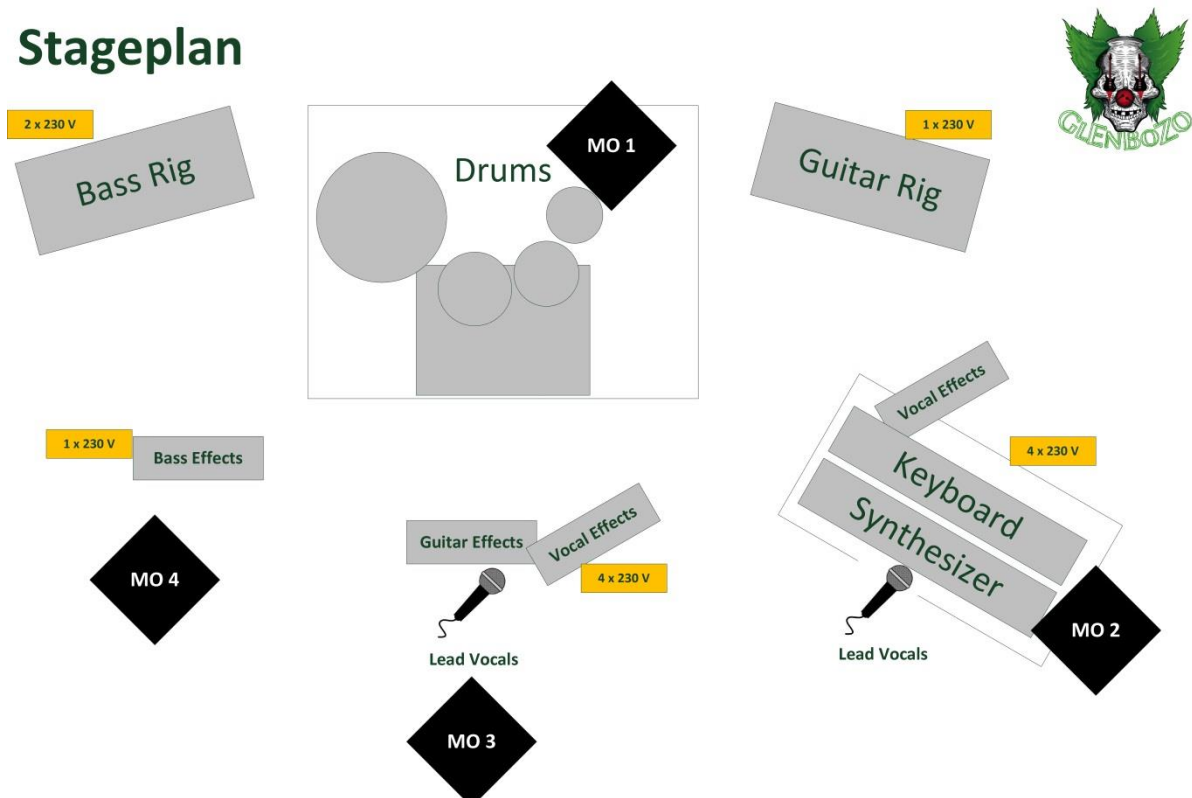 Stageplan
GLENBOZO
2 x 230 V
Bass Rig
Drums
MO 1
1 x 230 V
Guitar Rig
Vocal Effects
4 x 230 V
Keyboard
Synthesizer
1 x 230 V
Bass Effects
Guitar Effects
Vocal Effects
4 x 230 V
MO 4
Lead Vocals
Lead Vocals
MO 2
MO 3